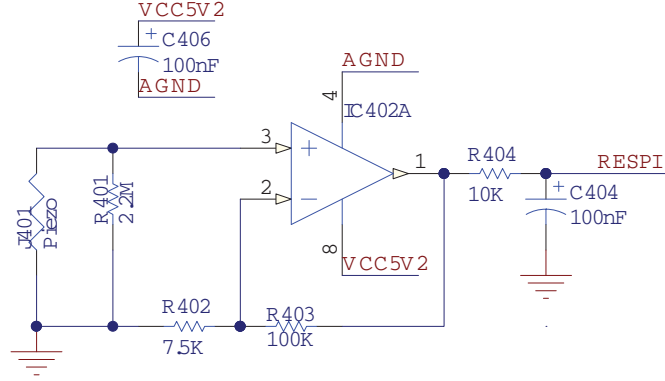 VCC5V2
C406
100nF
AGND
AGND
4
IC402A
3
1
2
R404
10K
RESPI
C404
100nF
8
VCC5V2
J401
Piezo
R401
2.2M
R402
7.5K
R403
100K